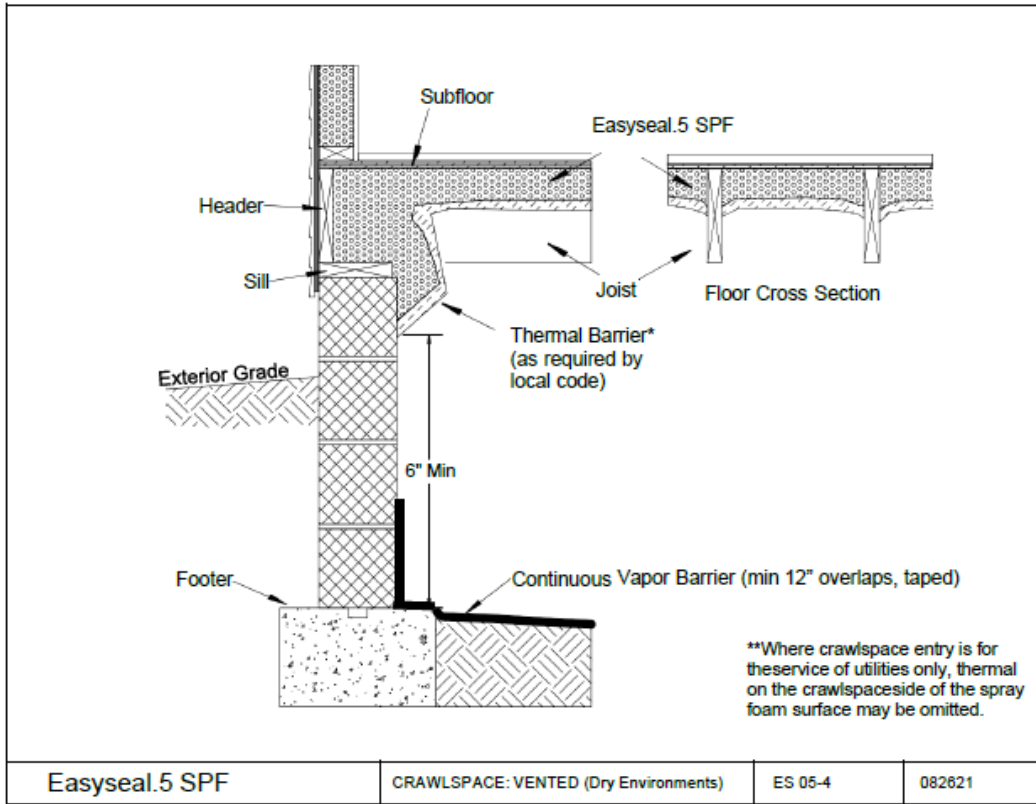 Subfloor
Easyseal.5 SPF
Header
Sill
Joist
Floor Cross Section
Thermal Barrier*
(as required by
local code)
Exterior Grade
6" Min
Footer
Continuous Vapor Barrier (min 12" overlaps, taped)
**Where crawlspace entry is for
theservice of utilities only, thermal
on the crawlspaceside of the spray
foam surface may be omitted.
Easyseal.5 SPF
CRAWLSPACE: VENTED (Dry Environments)
ES 05-4
082621